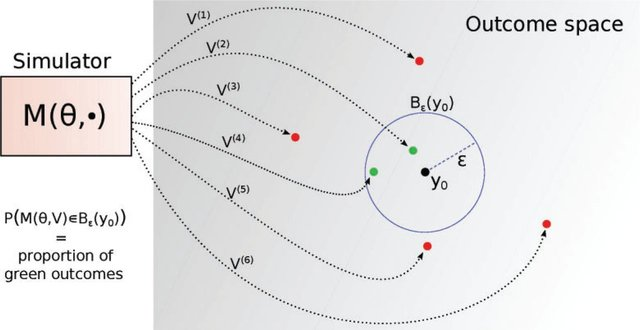 Outcome space
Simulator
M(θ,•)
V(1)
V(2)
V(3)
V(4)
V(5)
V(6)
Bε(y0)
ε
y0
P(M(θ,V)∈Bε(y0))
=
proportion of
green outcomes